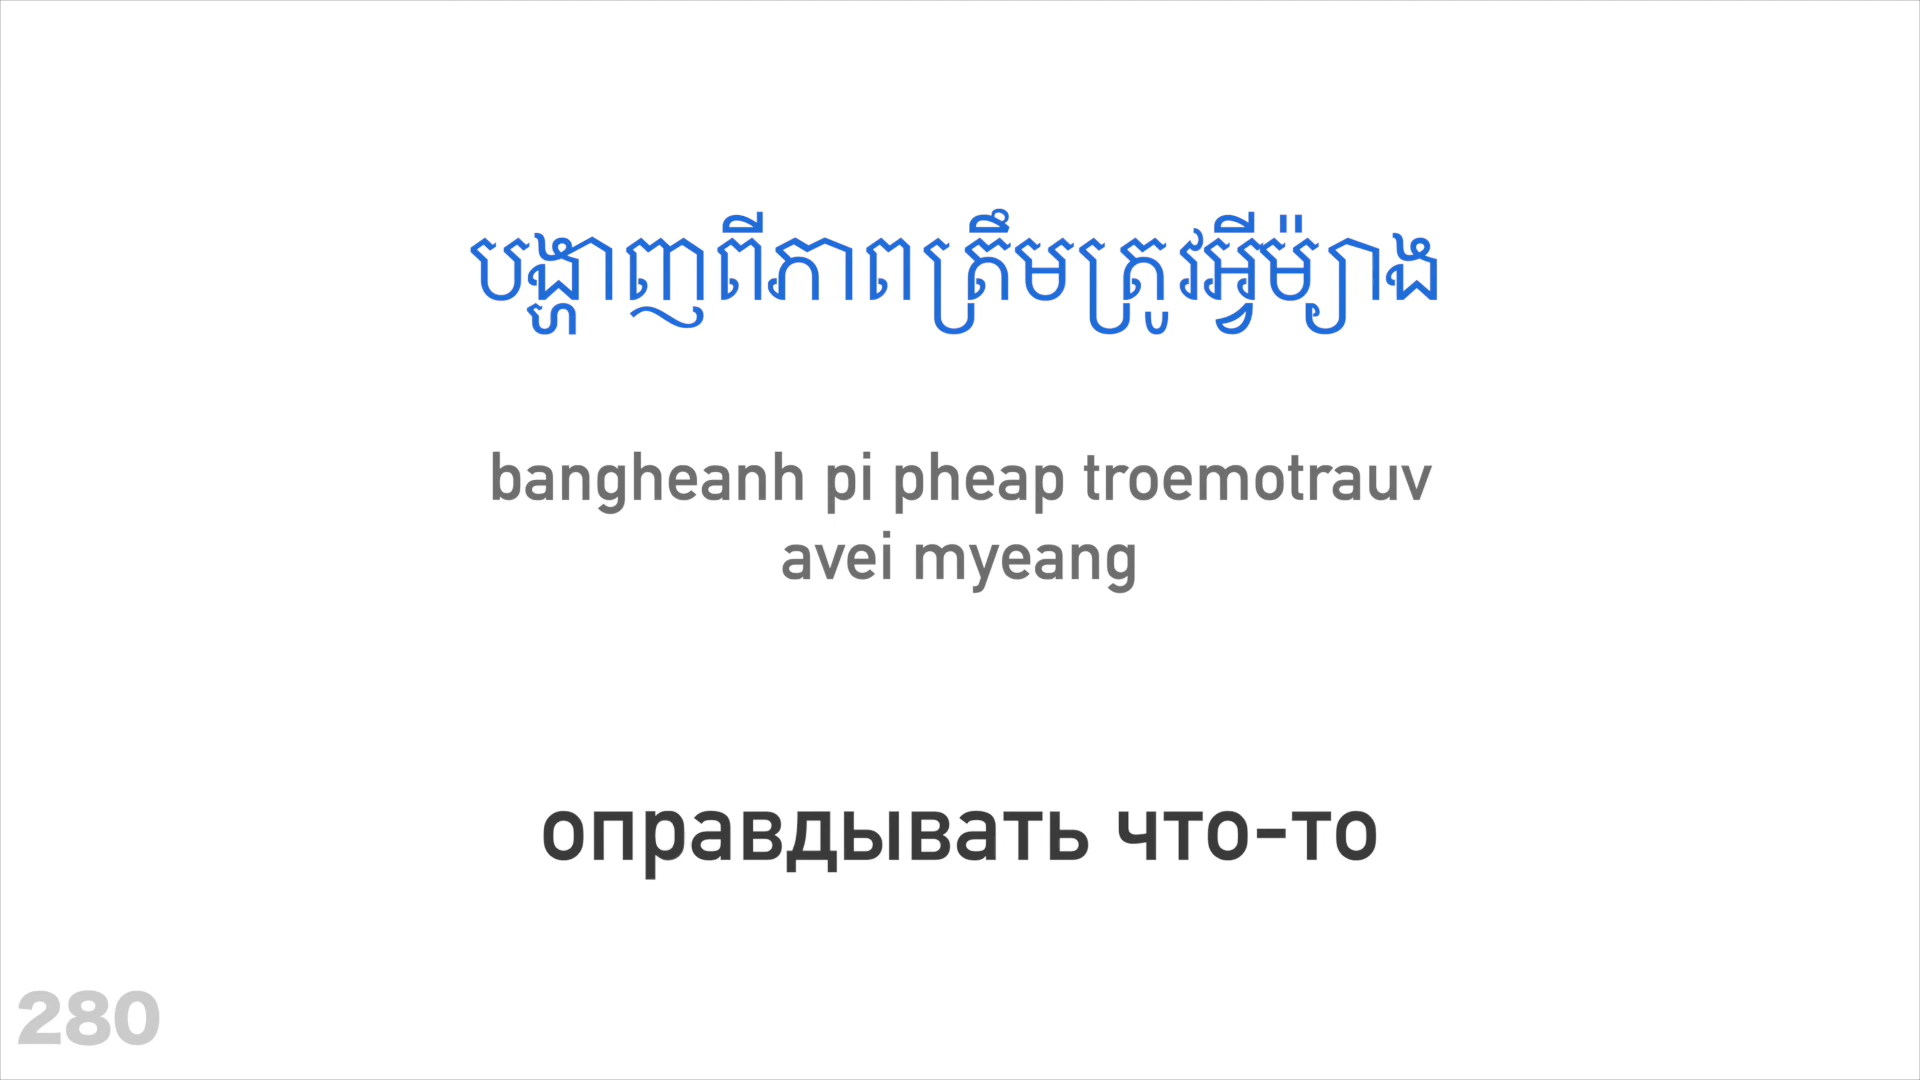 បង្ហាញពីភាពត្រឹមត្រូវអ្វីម៉្យាង
bangheanh pi pheap troemotrauv
avei myeang
оправдывать что-то
280